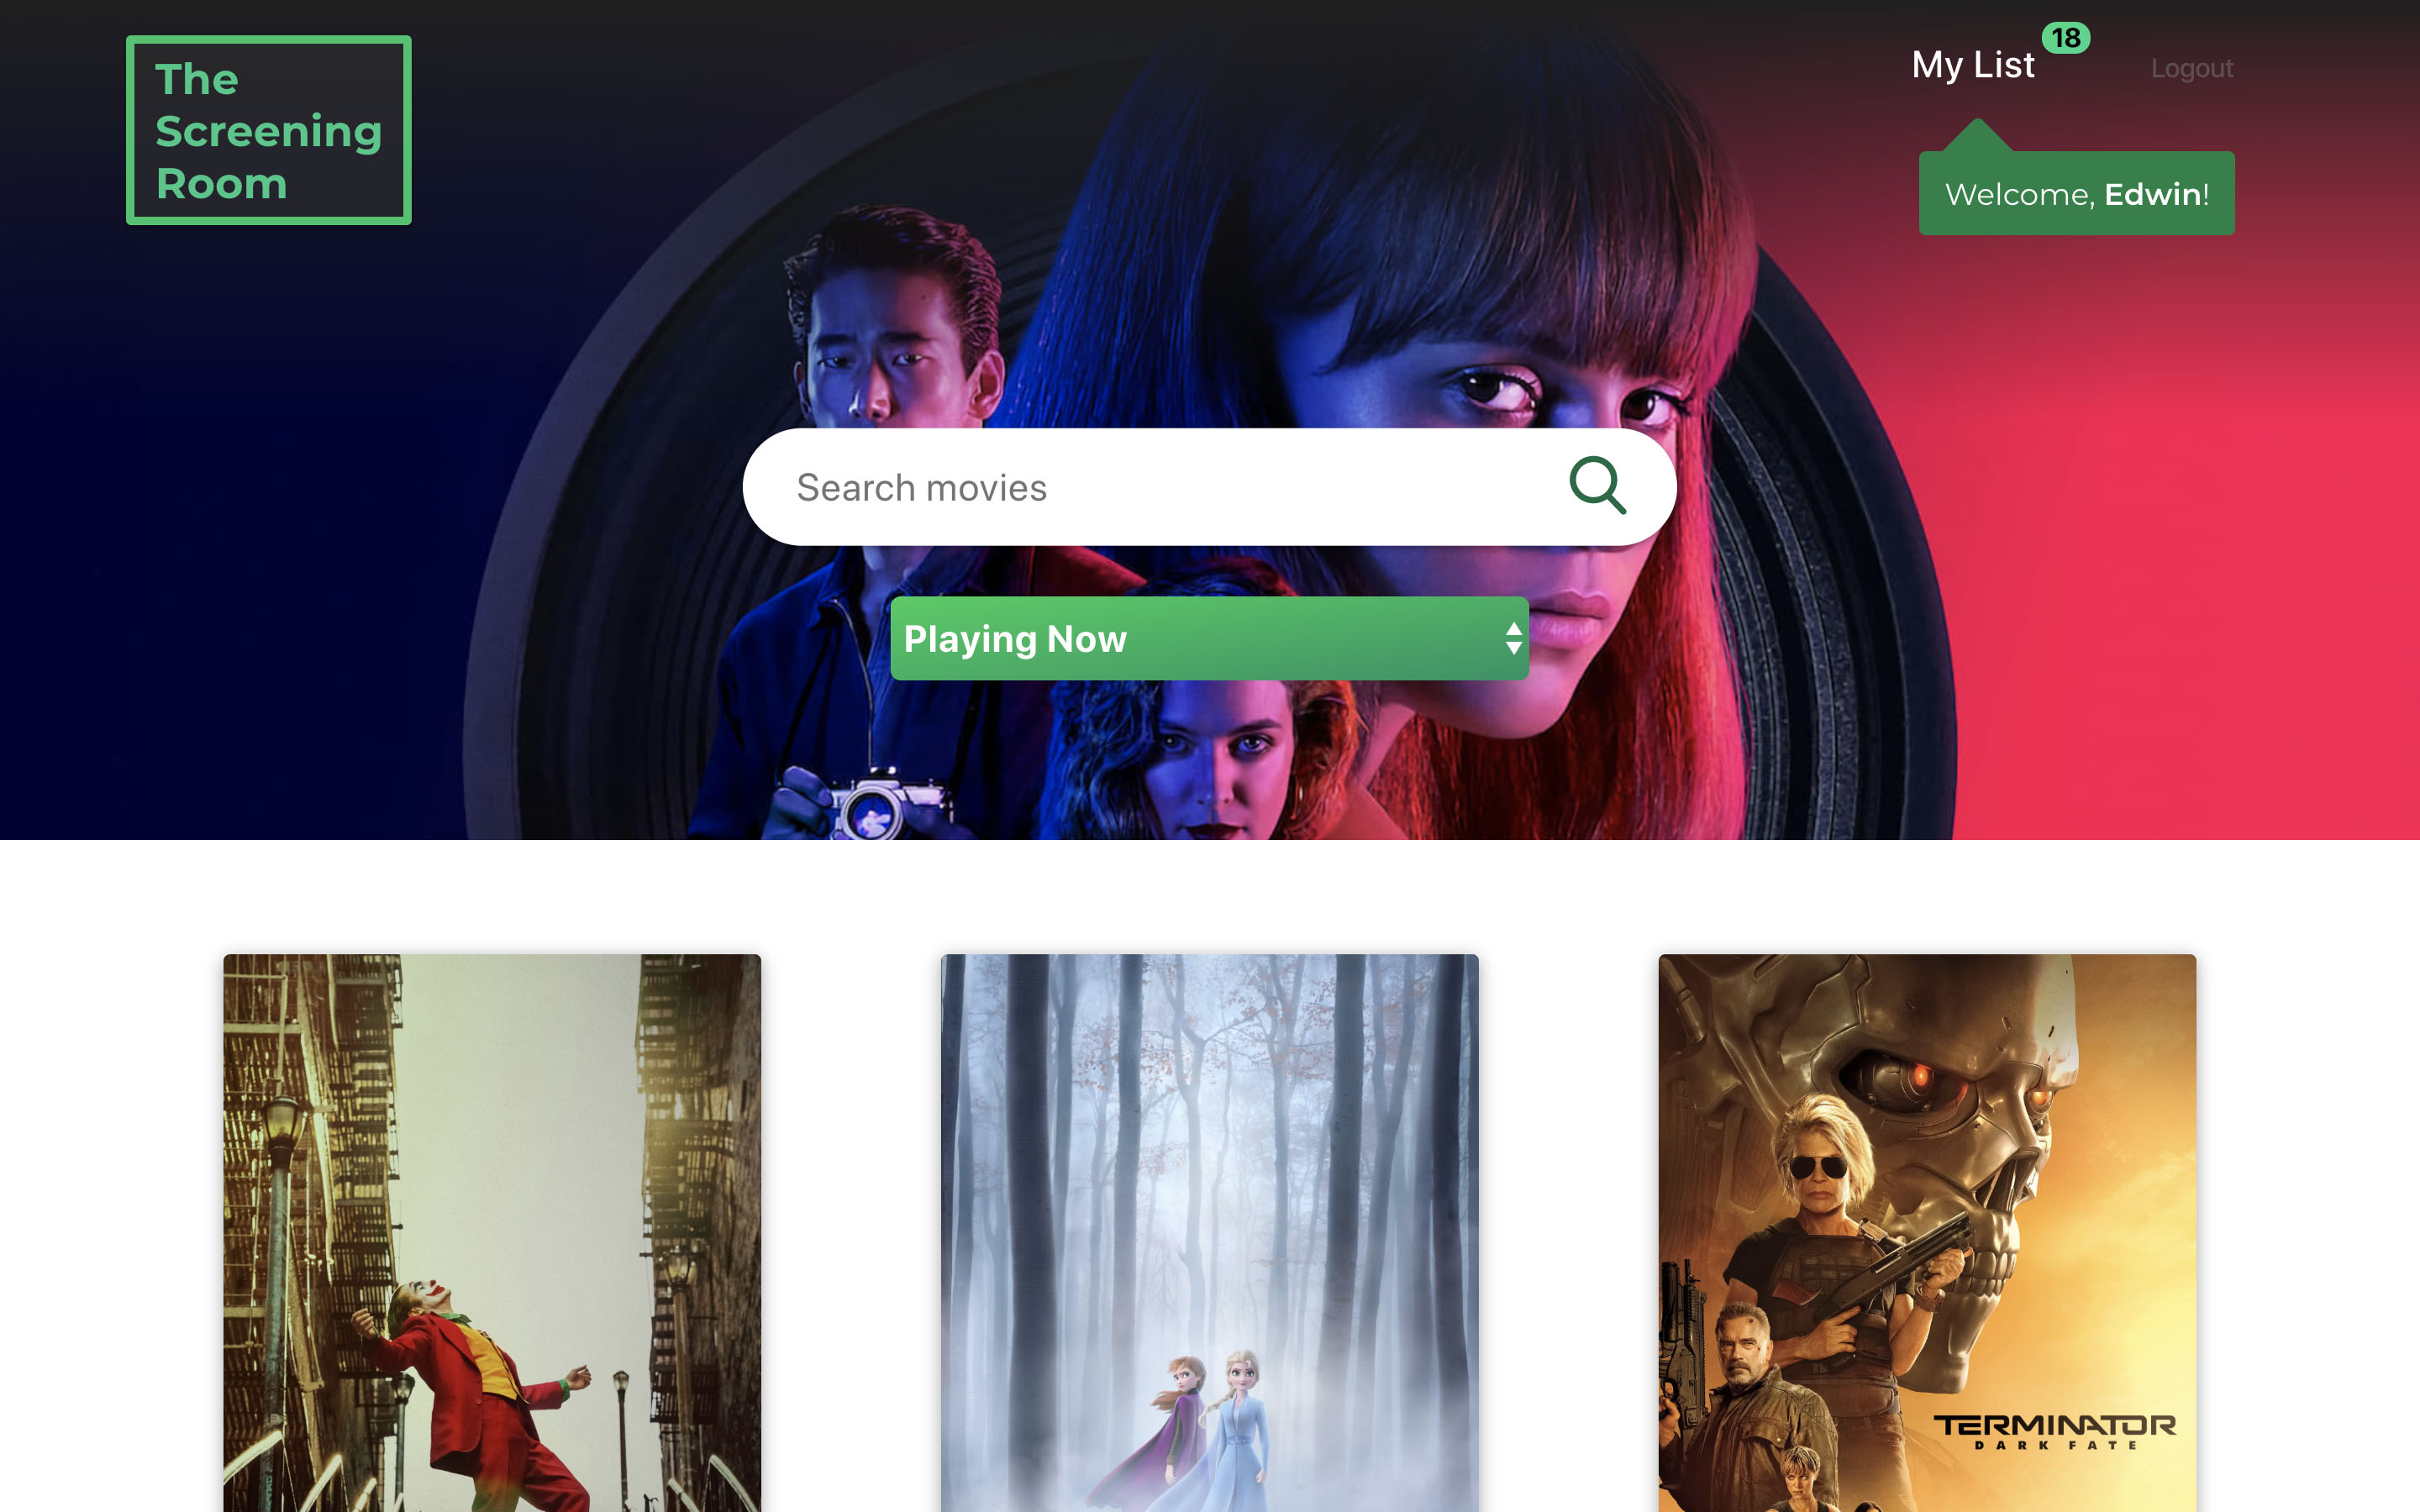 The
Screening
Room
My List
18
Logout
Welcome, Edwin!
Search movies
Playing Now
TERMINATOR
DARK FATE